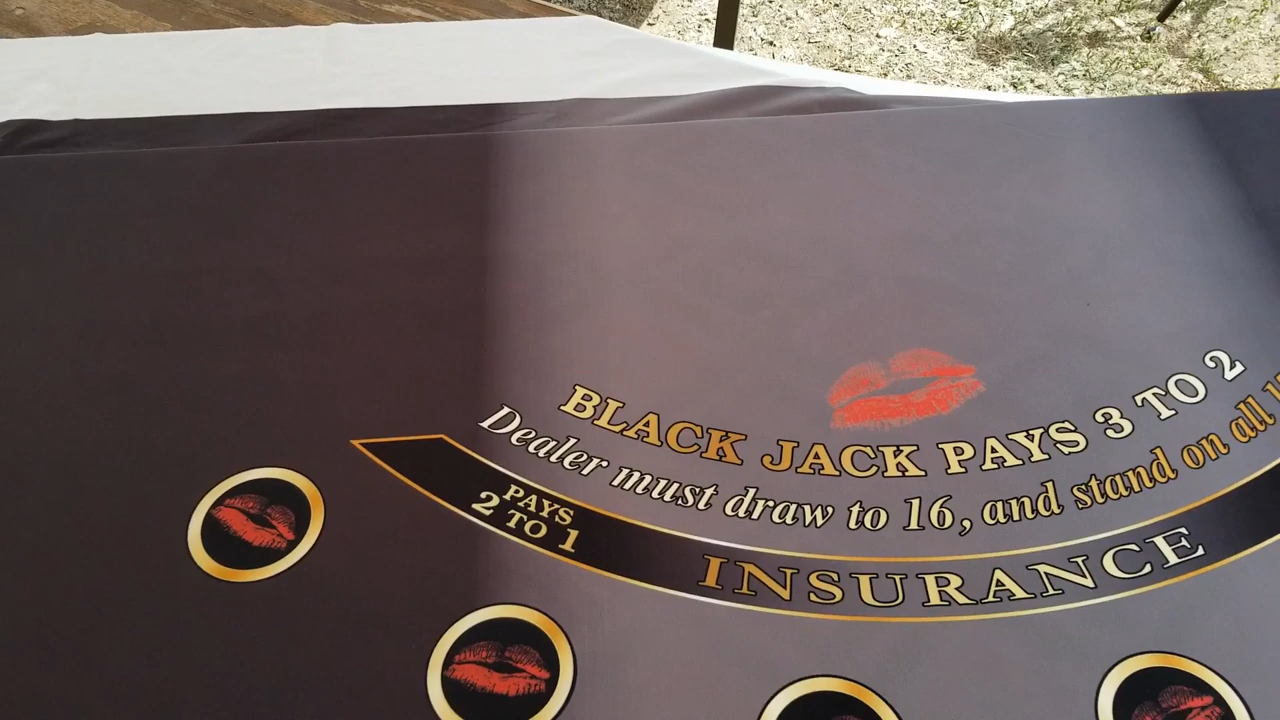 BLACK JACK PAYS 3 TO 2
Dealer must draw to 16, and stand on all
PAYS
2 TO 1
INSURANCE